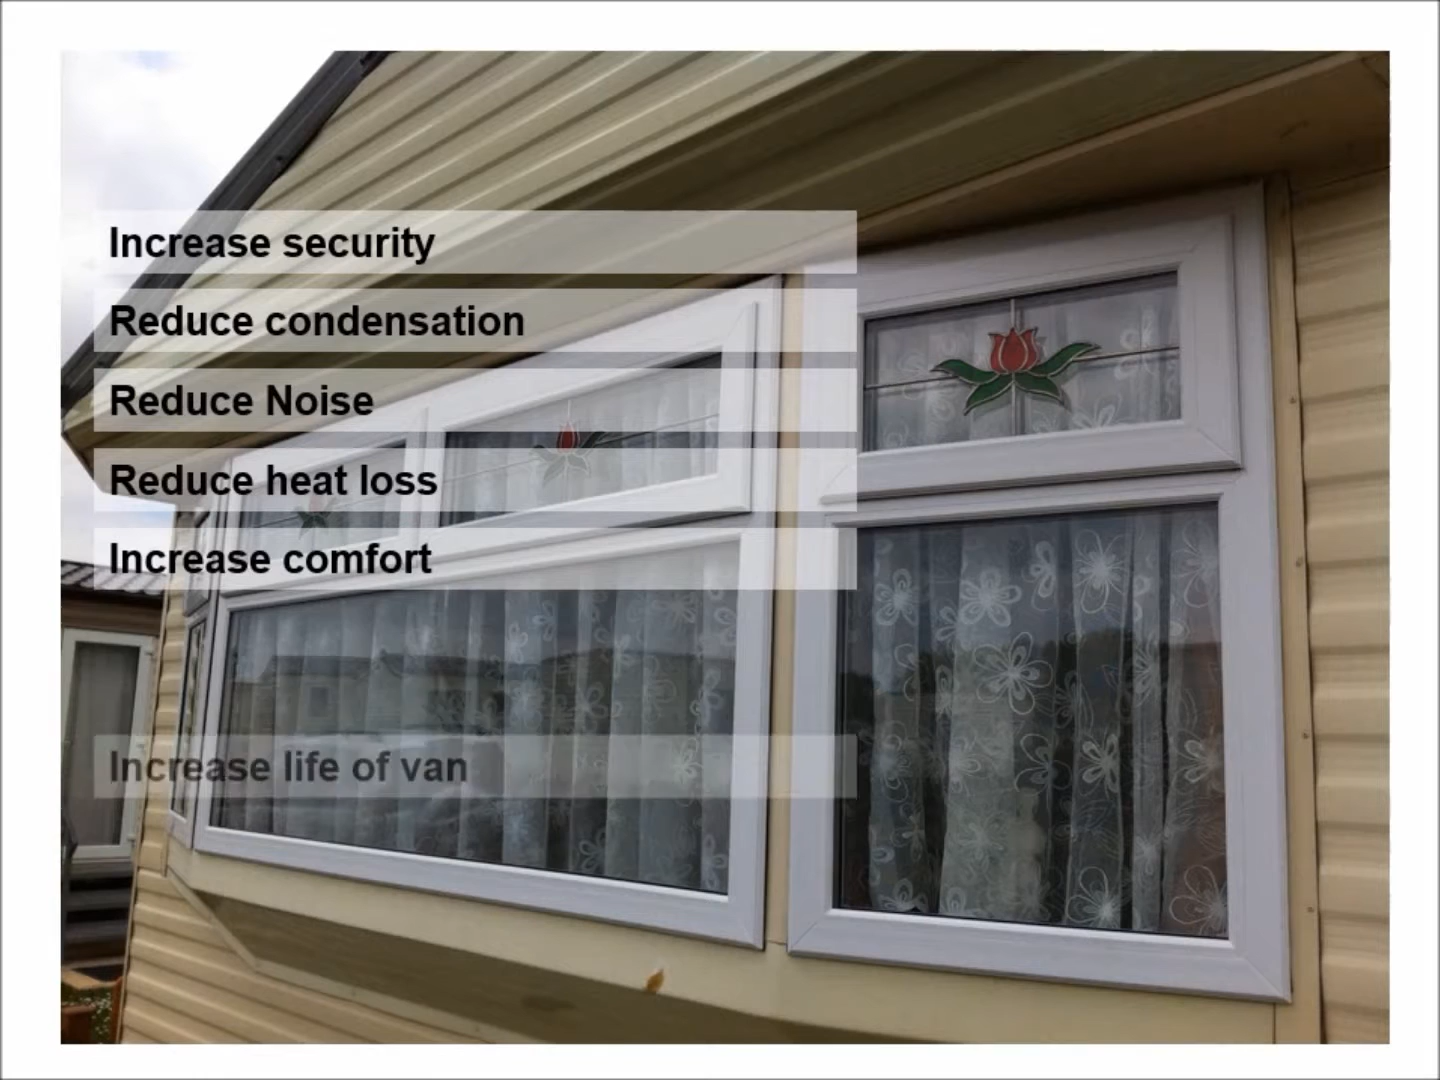 Increase security
Reduce condensation
Reduce Noise
Reduce heat loss
Increase comfort
Increase life of van